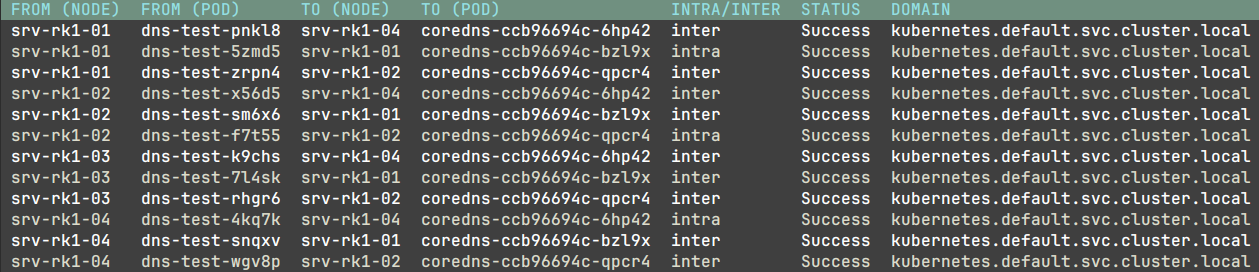 FROM (NODE) FROM (POD) TO (NODE) TO (POD) INTRA/INTER STATUS DOMAIN
srv-rk1-01 dns-test-pnkl8 srv-rk1-04 coredns-ccb96694c-6hp42 inter Success kubernetes.default.svc.cluster.local
srv-rk1-01 dns-test-5zmd5 srv-rk1-01 coredns-ccb96694c-bzl9x intra Success kubernetes.default.svc.cluster.local
srv-rk1-01 dns-test-zrpn4 srv-rk1-02 coredns-ccb96694c-qpcr4 inter Success kubernetes.default.svc.cluster.local
srv-rk1-02 dns-test-x56d5 srv-rk1-04 coredns-ccb96694c-6hp42 inter Success kubernetes.default.svc.cluster.local
srv-rk1-02 dns-test-sm6x6 srv-rk1-01 coredns-ccb96694c-bzl9x inter Success kubernetes.default.svc.cluster.local
srv-rk1-02 dns-test-f7t55 srv-rk1-02 coredns-ccb96694c-qpcr4 intra Success kubernetes.default.svc.cluster.local
srv-rk1-03 dns-test-k9chs srv-rk1-04 coredns-ccb96694c-6hp42 inter Success kubernetes.default.svc.cluster.local
srv-rk1-03 dns-test-7l4sk srv-rk1-01 coredns-ccb96694c-bzl9x inter Success kubernetes.default.svc.cluster.local
srv-rk1-03 dns-test-rhgr6 srv-rk1-02 coredns-ccb96694c-qpcr4 inter Success kubernetes.default.svc.cluster.local
srv-rk1-04 dns-test-4kq7k srv-rk1-04 coredns-ccb96694c-6hp42 intra Success kubernetes.default.svc.cluster.local
srv-rk1-04 dns-test-snqxv srv-rk1-01 coredns-ccb96694c-bzl9x inter Success kubernetes.default.svc.cluster.local
srv-rk1-04 dns-test-wgv8p srv-rk1-02 coredns-ccb96694c-qpcr4 inter Success kubernetes.default.svc.cluster.local